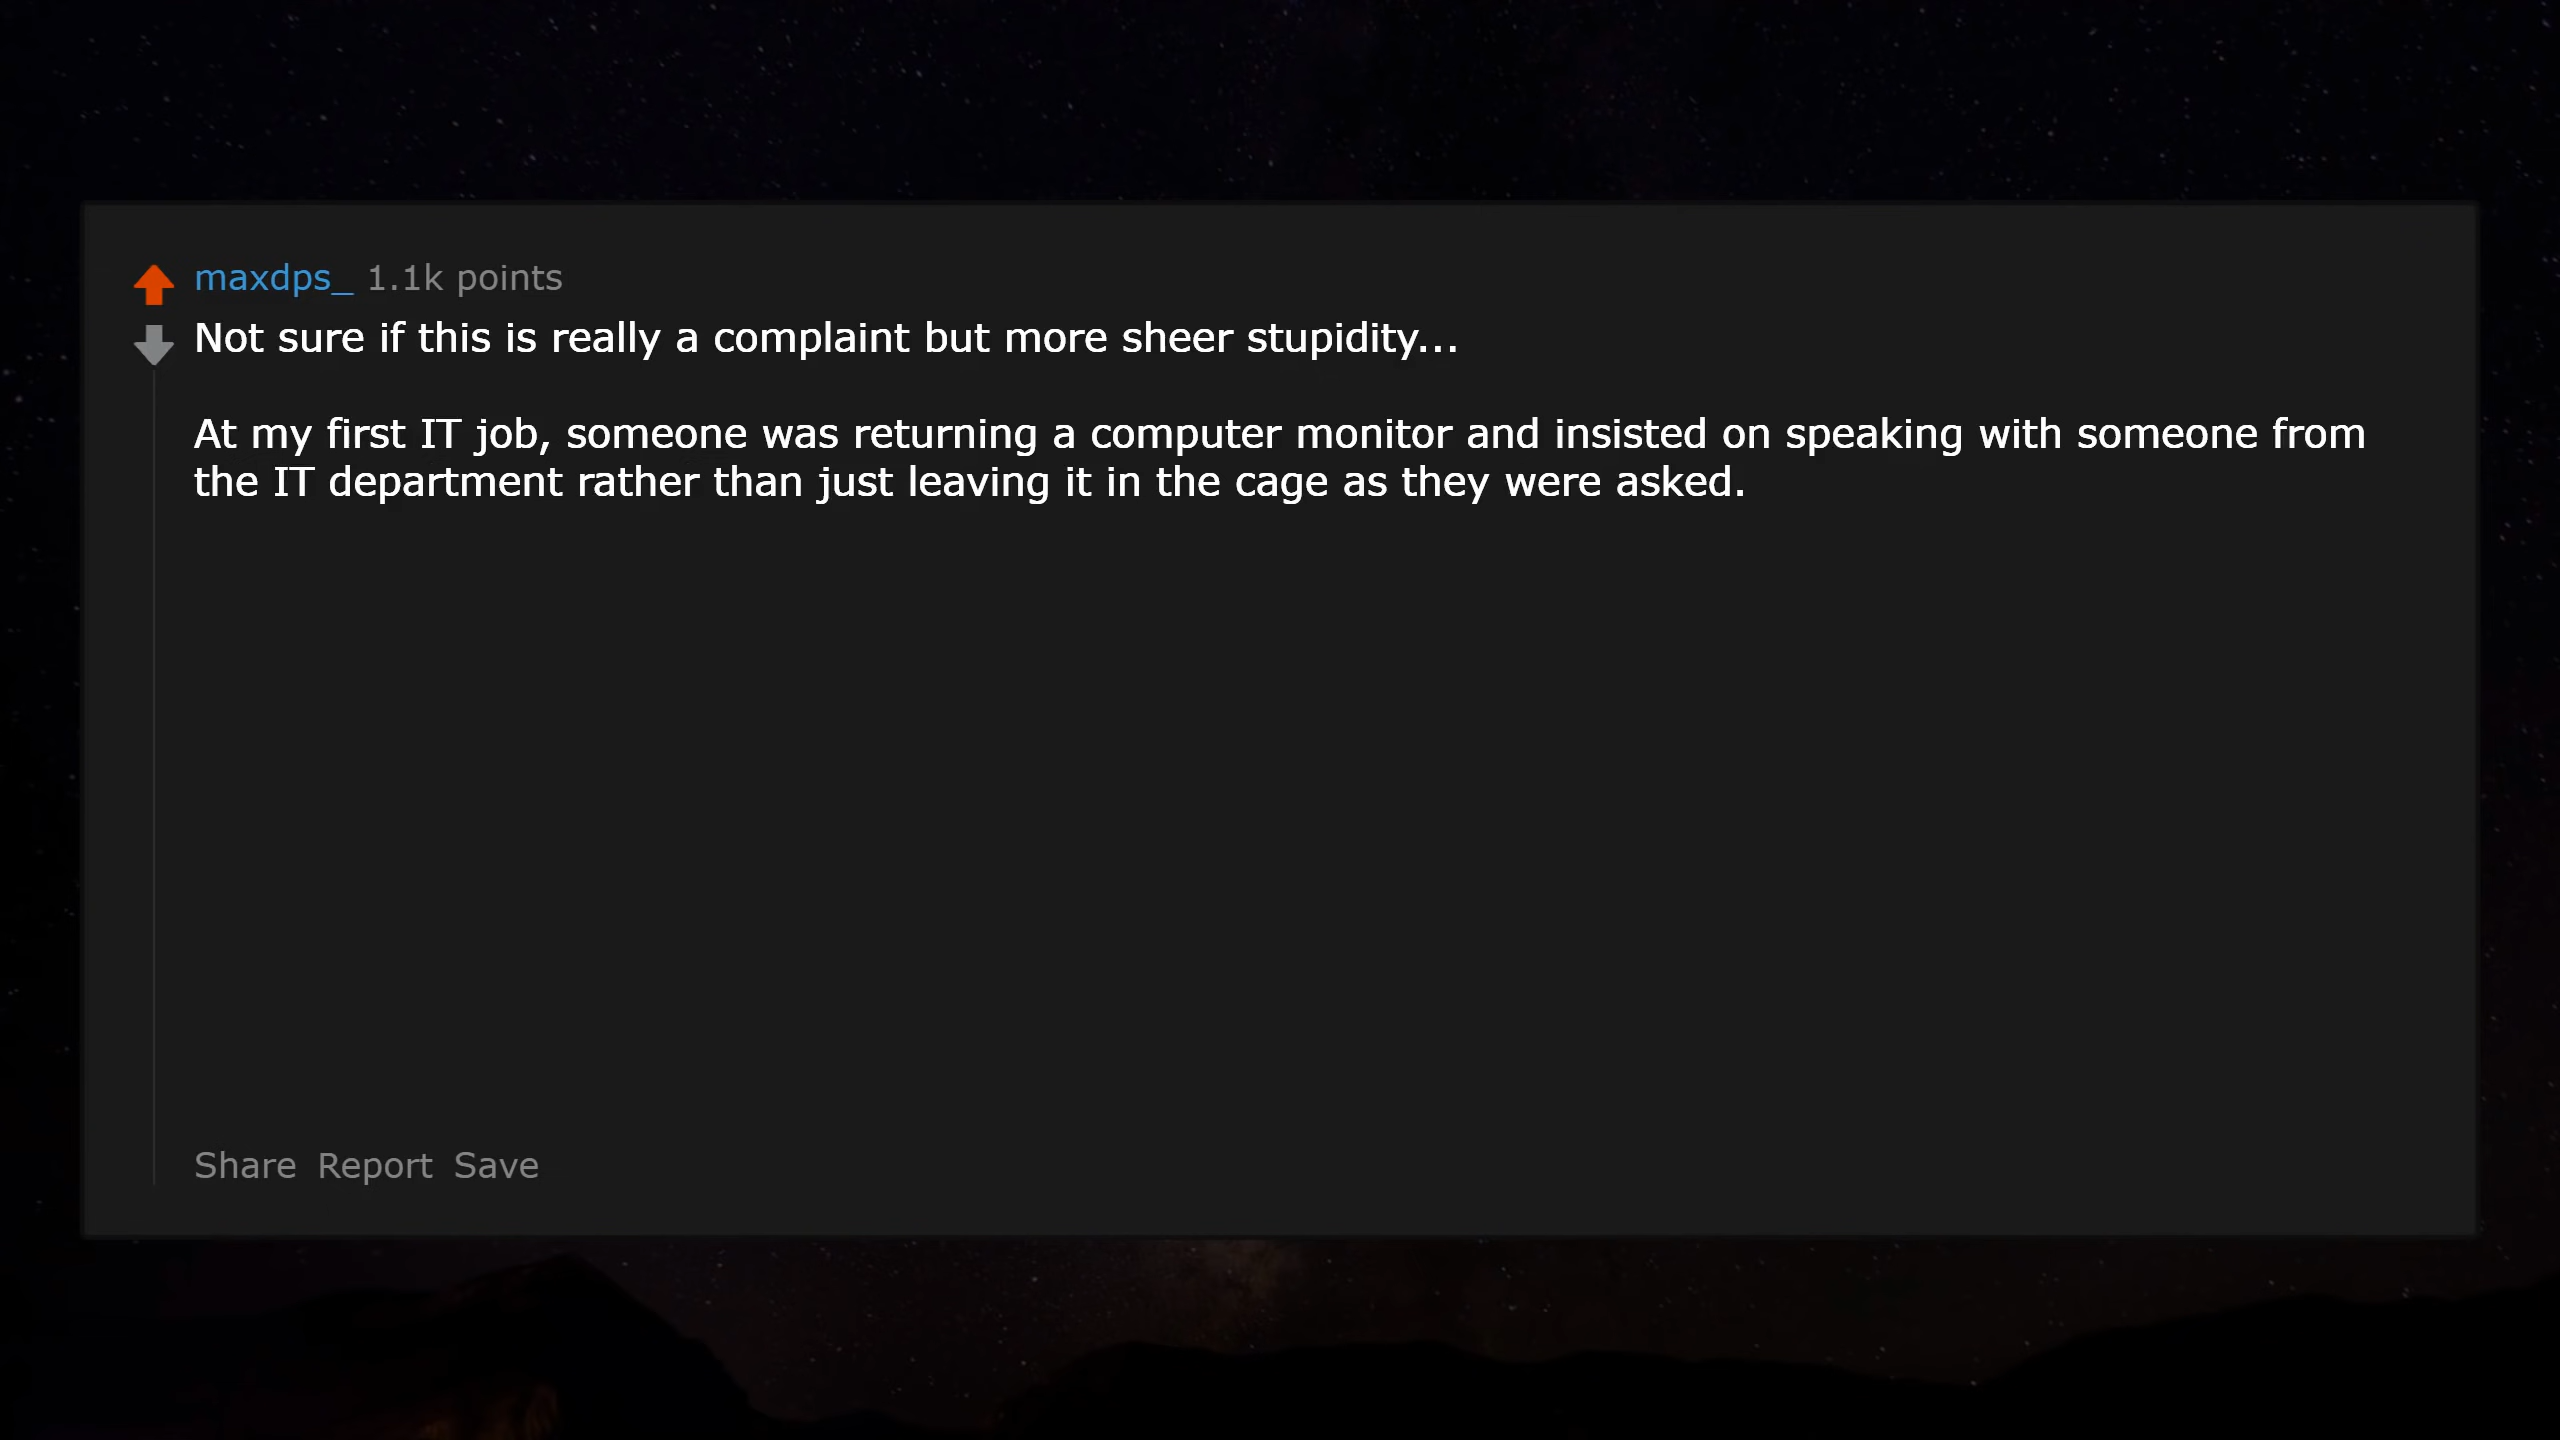 maxdps_ 1.1k points
Not sure if this is really a complaint but more sheer stupidity...
At my first IT job, someone was returning a computer monitor and insisted on speaking with someone from
the IT department rather than just leaving it in the cage as they were asked.
Share Report Save